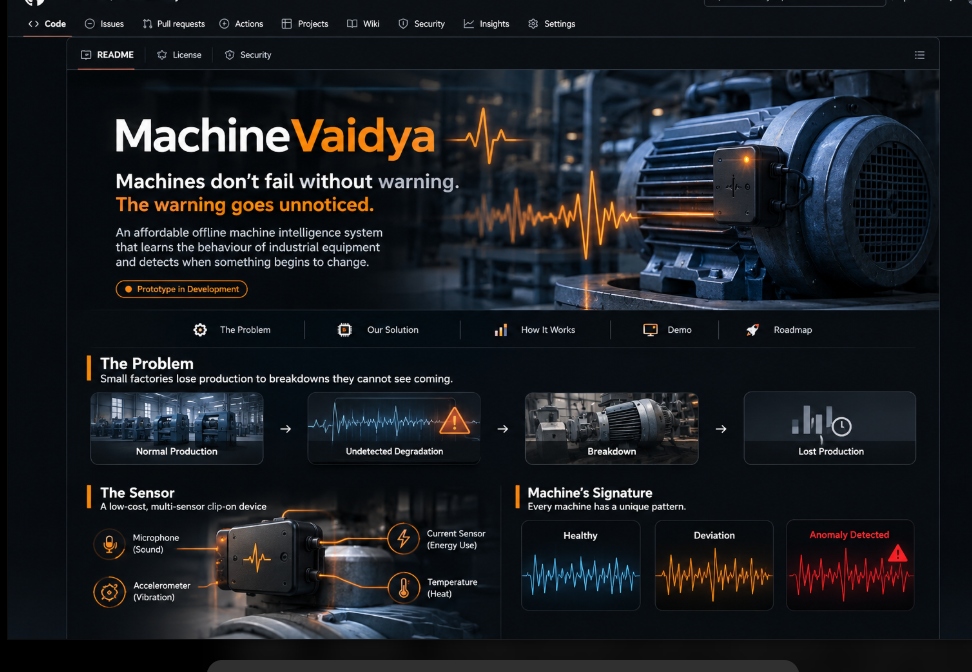 Code
Issues
Pull requests
Actions
Projects
Wiki
Security
Insights
Settings
README
License
Security
MachineVaidya
Machines don't fail without warning.
The warning goes unnoticed.
An affordable offline machine intelligence system
that learns the behaviour of industrial equipment
and detects when something begins to change.
Prototype in Development
The Problem
Our Solution
How It Works
Demo
Roadmap
The Problem
Small factories lose production to breakdowns they cannot see coming.
Normal Production
Undetected Degradation
Breakdown
Lost Production
The Sensor
A low-cost, multi-sensor clip-on device
Microphone
(Sound)
Accelerometer
(Vibration)
Current Sensor
(Energy Use)
Temperature
(Heat)
Machine's Signature
Every machine has a unique pattern.
Healthy
Deviation
Anomaly Detected